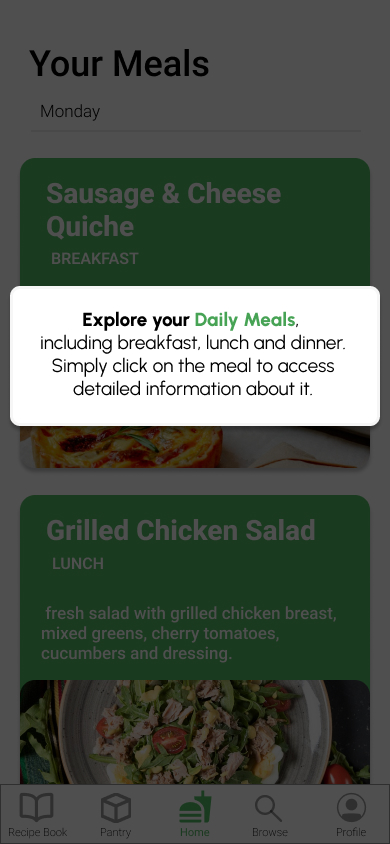 Your Meals
Monday
Sausage & Cheese
Quiche
BREAKFAST
Explore your Daily Meals,
including breakfast, lunch and dinner.
Simply click on the meal to access
detailed information about it.
Grilled Chicken Salad
LUNCH
fresh salad with grilled chicken breast,
mixed greens, cherry tomatoes,
cucumbers and dressing.
Recipe Book Pantry Home Browse Profile